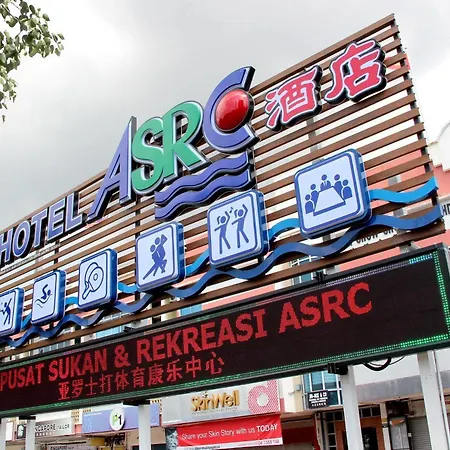 HOTEL ASRC 酒店
PUSAT SUKAN & REKREASI ASRC
亚罗士打体育康乐中心
SkinWell
Share your Skin Story with us TODAY